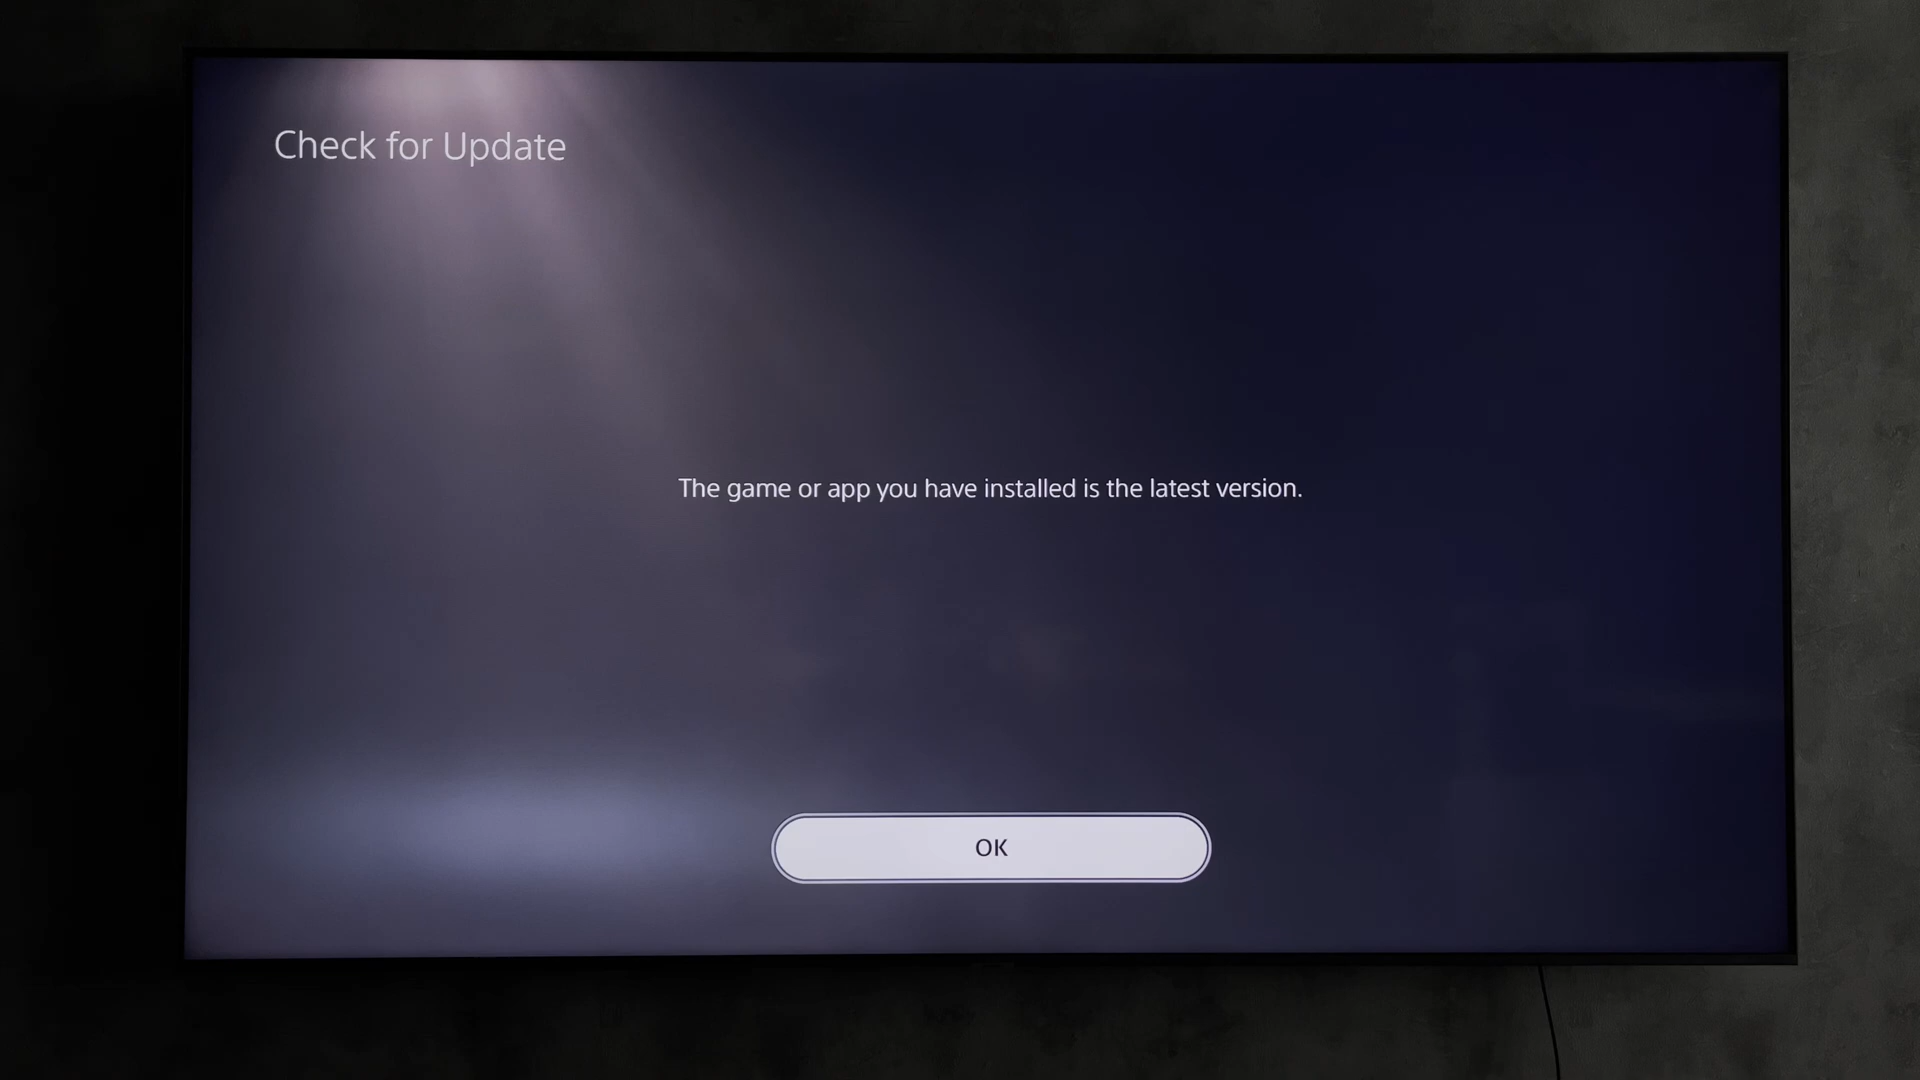 Check for Update
The game or app you have installed is the latest version.
OK